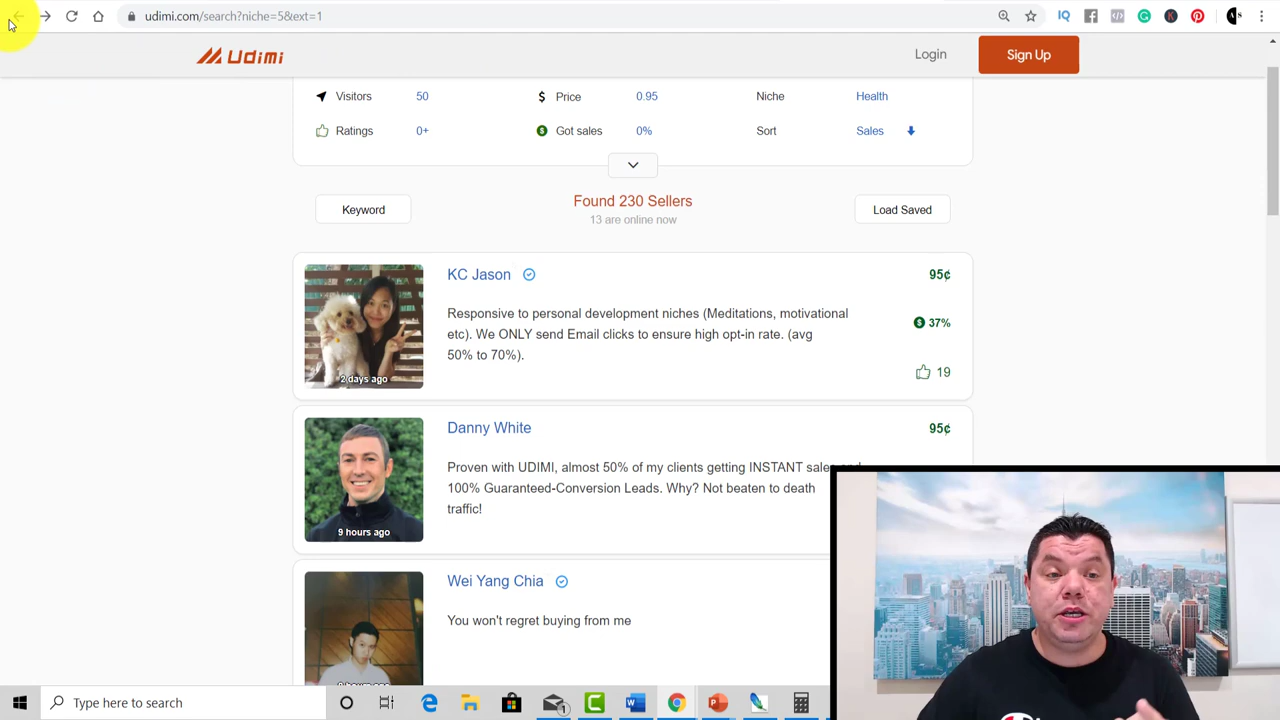 udimi.com/search?niche=5&ext=1
Udimi
Login
Sign Up
Visitors 50 Price 0.95 Niche Health
Ratings 0+ Got sales 0% Sort Sales
Keyword
Found 230 Sellers
13 are online now
Load Saved
KC Jason 95¢
Responsive to personal development niches (Meditations, motivational
etc). We ONLY send Email clicks to ensure high opt-in rate. (avg
50% to 70%).
37%
19
2 days ago
Danny White 95¢
Proven with UDIMI, almost 50% of my clients getting INSTANT sales and
100% Guaranteed-Conversion Leads. Why? Not beaten to death
traffic!
9 hours ago
Wei Yang Chia
You won't regret buying from me
Type here to search